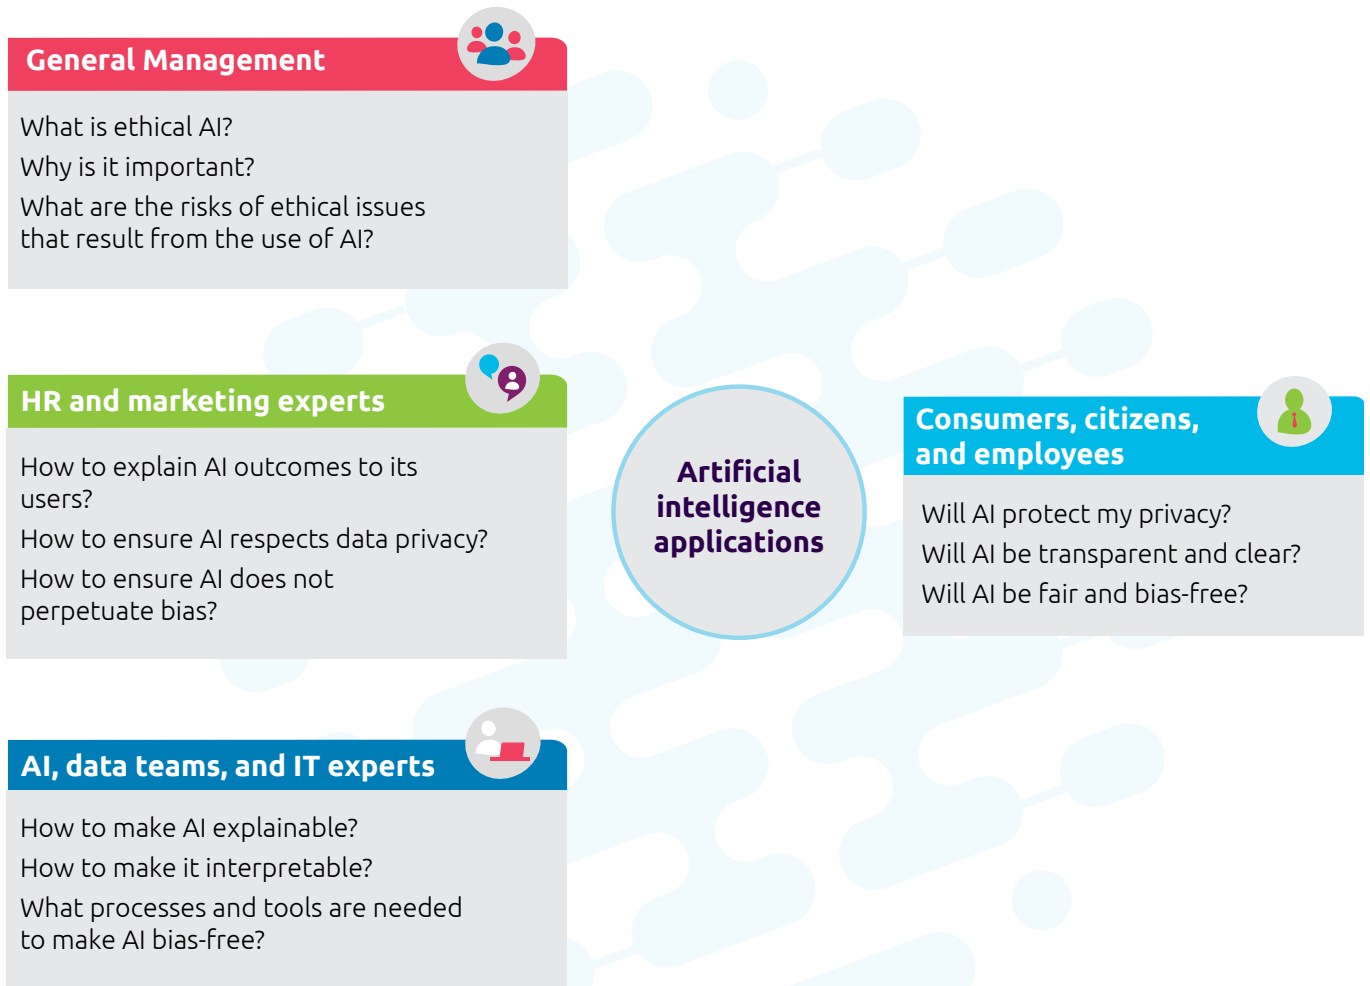 General Management
What is ethical AI?
Why is it important?
What are the risks of ethical issues
that result from the use of AI?
HR and marketing experts
How to explain AI outcomes to its
users?
How to ensure AI respects data privacy?
How to ensure AI does not
perpetuate bias?
AI, data teams, and IT experts
How to make AI explainable?
How to make it interpretable?
What processes and tools are needed
to make AI bias-free?
Artificial
intelligence
applications
Consumers, citizens,
and employees
Will AI protect my privacy?
Will AI be transparent and clear?
Will AI be fair and bias-free?